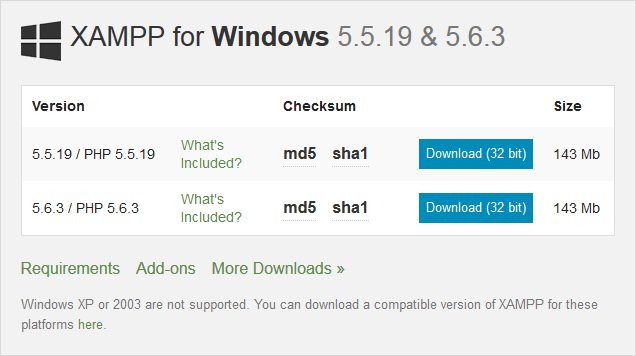 XAMPP for Windows 5.5.19 & 5.6.3
Version Checksum Size
5.5.19 / PHP 5.5.19 What's Included? md5 sha1 Download (32 bit) 143 Mb
5.6.3 / PHP 5.6.3 What's Included? md5 sha1 Download (32 bit) 143 Mb
Requirements Add-ons More Downloads »
Windows XP or 2003 are not supported. You can download a compatible version of XAMPP for these
platforms here.